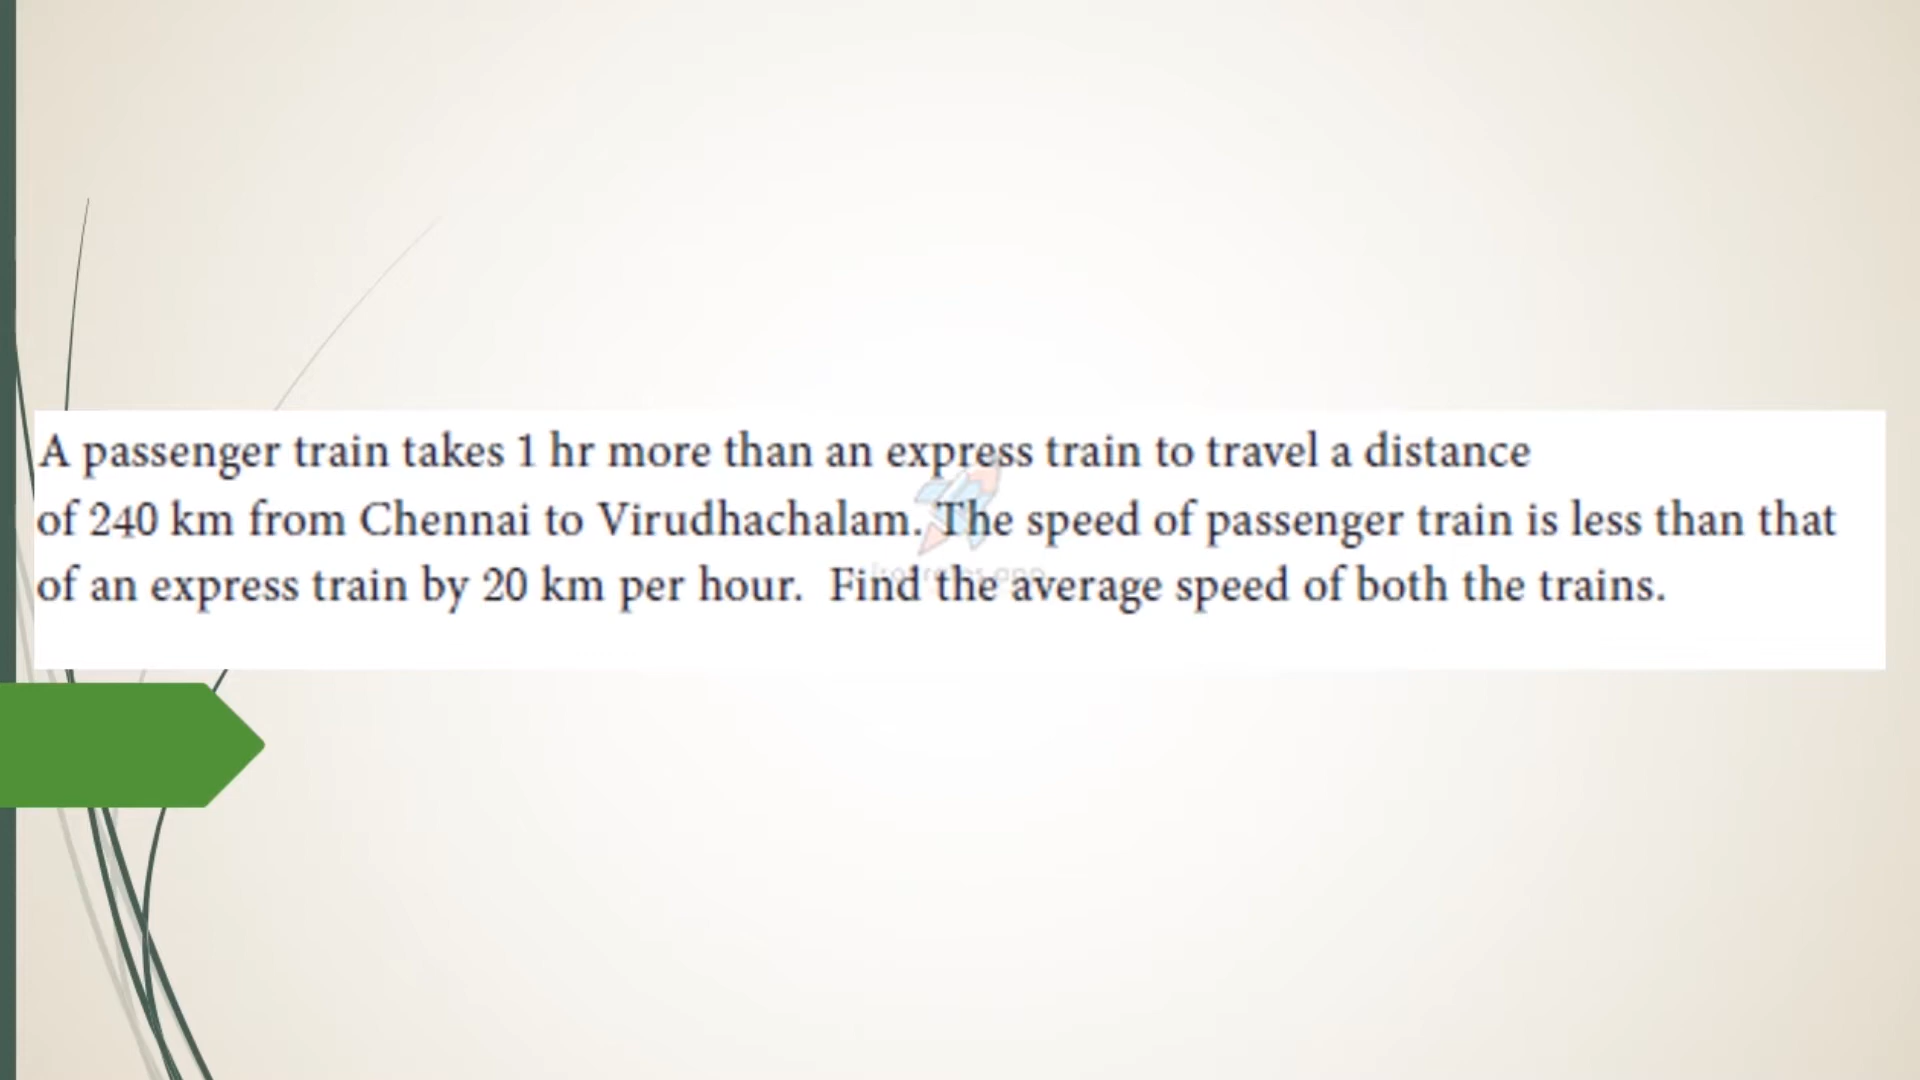 A passenger train takes 1 hr more than an express train to travel a distance
of 240 km from Chennai to Virudhachalam. The speed of passenger train is less than that
of an express train by 20 km per hour. Find the average speed of both the trains.